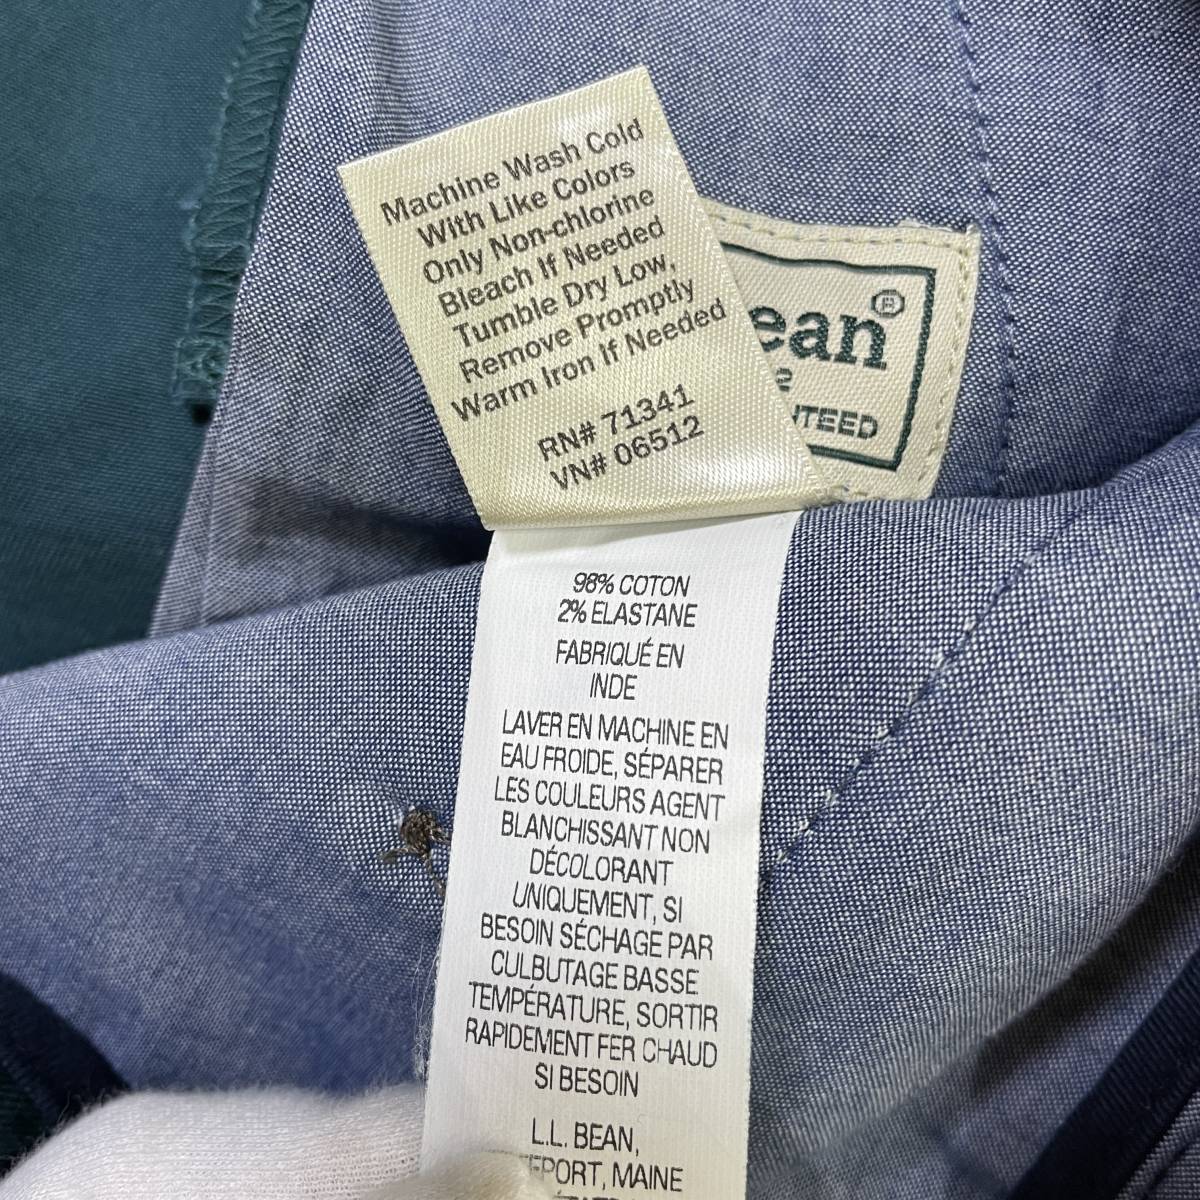 Machine Wash Cold
With Like Colors
Only Non-chlorine
Bleach If Needed
Tumble Dry Low,
Remove Promptly
Warm Iron If Needed
RN# 71341
VN# 06512
ean®
2
TEED
98% COTON
2% ELASTANE
FABRIQUÉ EN
INDE
LAVER EN MACHINE EN
EAU FROIDE, SÉPARER
LES COULEURS AGENT
BLANCHISSANT NON
DÉCOLORANT
UNIQUEMENT, SI
BESOIN SÉCHAGE PAR
CULBUTAGE BASSE
TEMPÉRATURE, SORTIR
RAPIDEMENT FER CHAUD
SI BESOIN
L.L. BEAN,
EPORT, MAINE